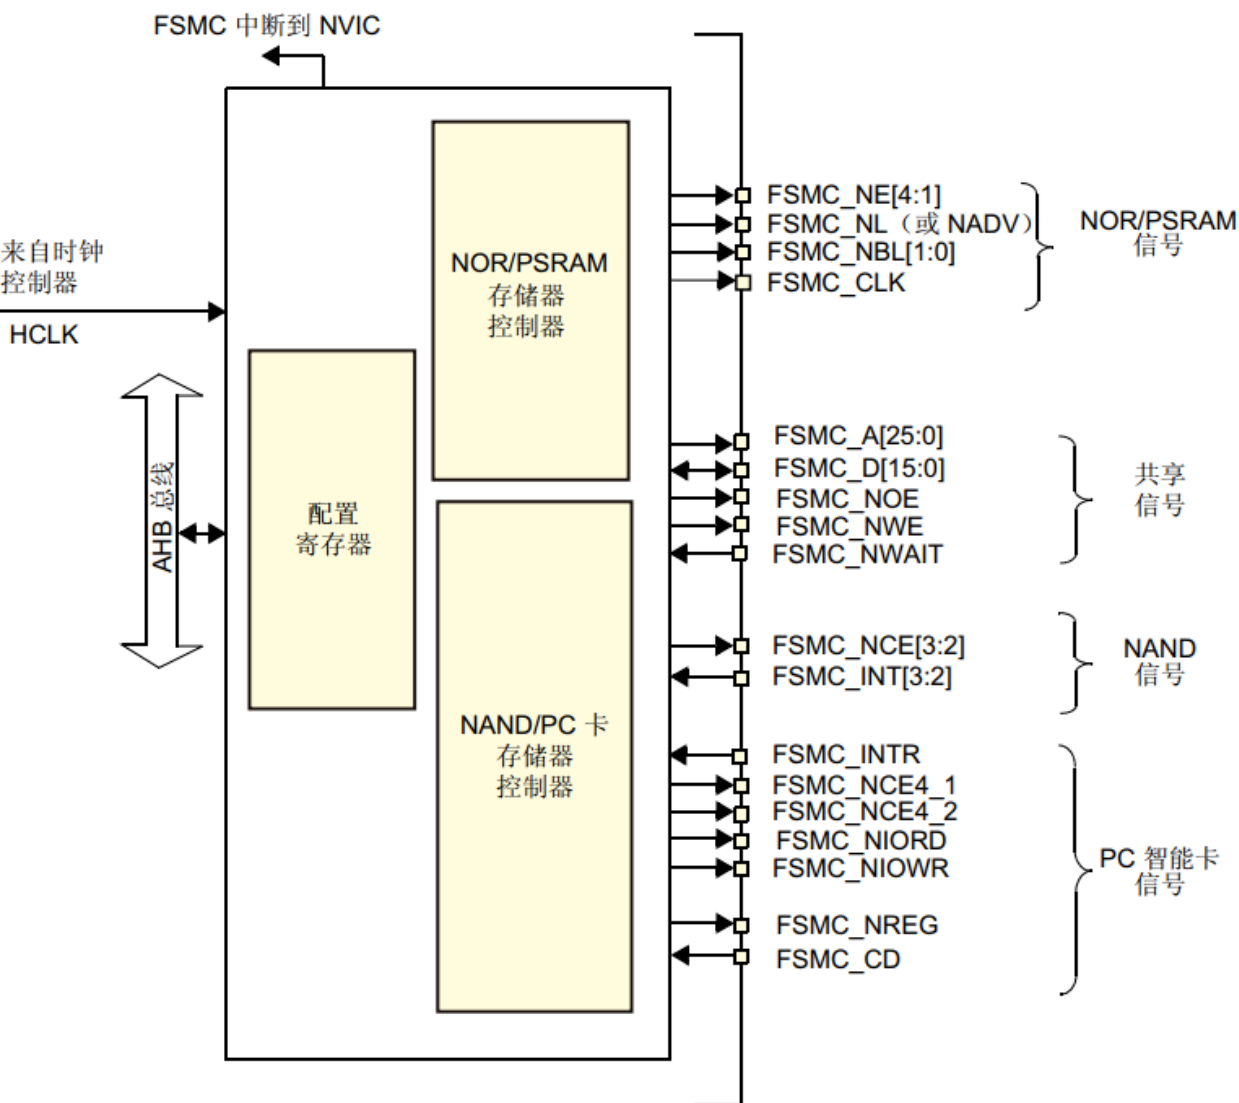 FSMC 中断到 NVIC
来自时钟
控制器
HCLK
AHB 总线
配置
寄存器
NOR/PSRAM
存储器
控制器
NAND/PC 卡
存储器
控制器
FSMC_NE[4:1]
FSMC_NL（或 NADV）
FSMC_NBL[1:0]
FSMC_CLK
NOR/PSRAM
信号
FSMC_A[25:0]
FSMC_D[15:0]
FSMC_NOE
FSMC_NWE
FSMC_NWAIT
共享
信号
FSMC_NCE[3:2]
FSMC_INT[3:2]
NAND
信号
FSMC_INTR
FSMC_NCE4_1
FSMC_NCE4_2
FSMC_NIORD
FSMC_NIOWR
FSMC_NREG
FSMC_CD
PC 智能卡
信号